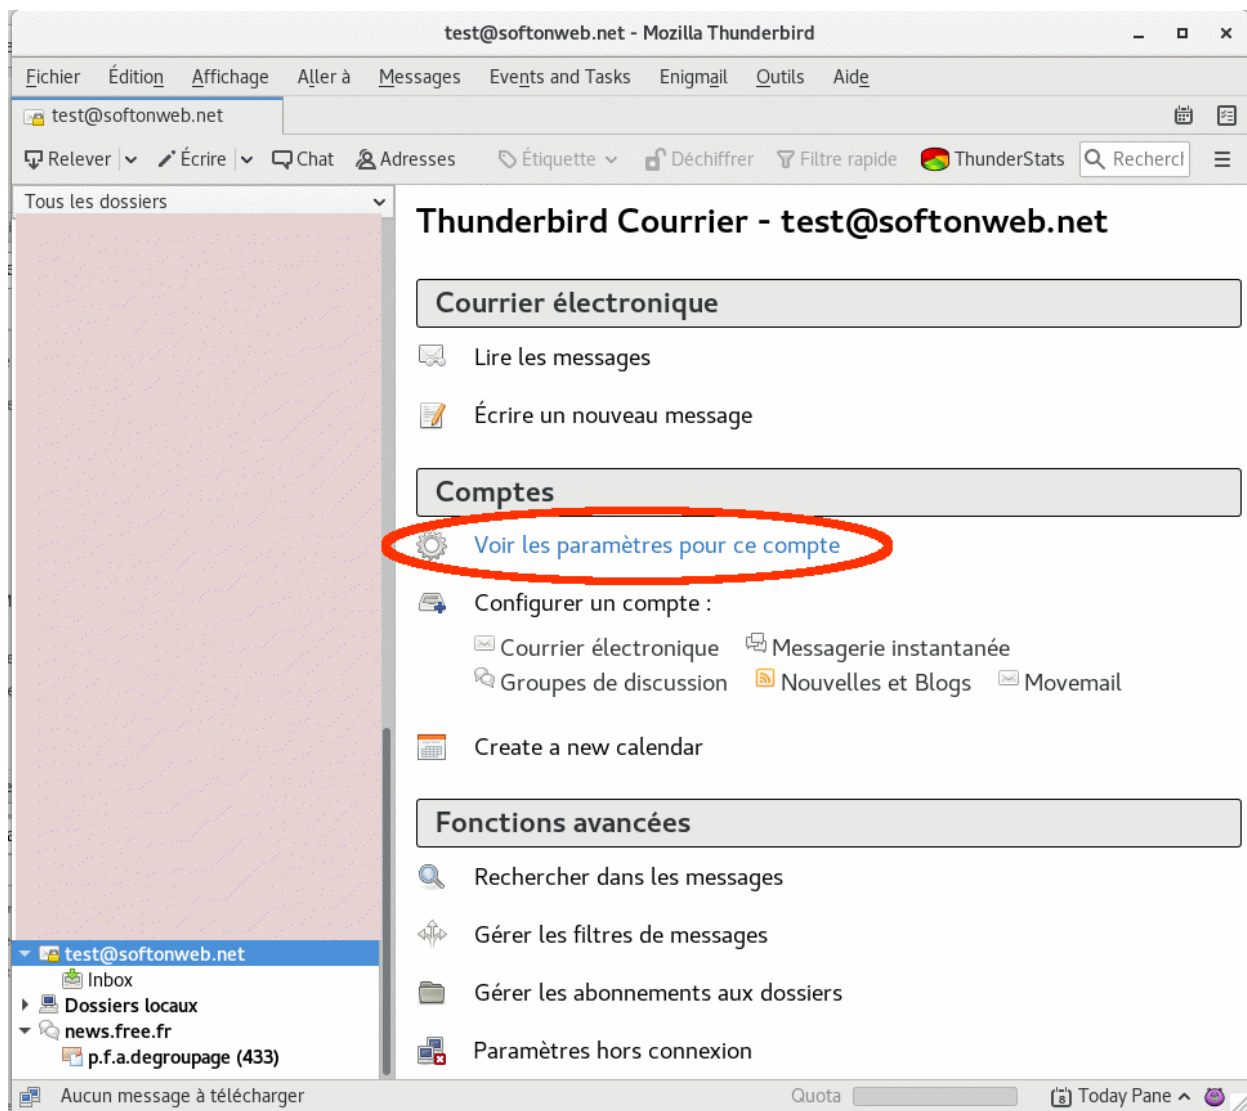 test@softonweb.net - Mozilla Thunderbird
Fichier Édition Affichage Aller à Messages Events and Tasks Enigmail Outils Aide
test@softonweb.net
Relever Écrire Chat Adresses Étiquette Déchiffrer Filtre rapide ThunderStats Recherch
Tous les dossiers
Thunderbird Courrier - test@softonweb.net
Courrier électronique
Lire les messages
Écrire un nouveau message
Comptes
Voir les paramètres pour ce compte
Configurer un compte :
Courrier électronique Messagerie instantanée
Groupes de discussion Nouvelles et Blogs Movemail
Create a new calendar
Fonctions avancées
Rechercher dans les messages
Gérer les filtres de messages
Gérer les abonnements aux dossiers
Paramètres hors connexion
test@softonweb.net
Inbox
Dossiers locaux
news.free.fr
p.f.a.degroupage (433)
Aucun message à télécharger Quota 8 Today Pane